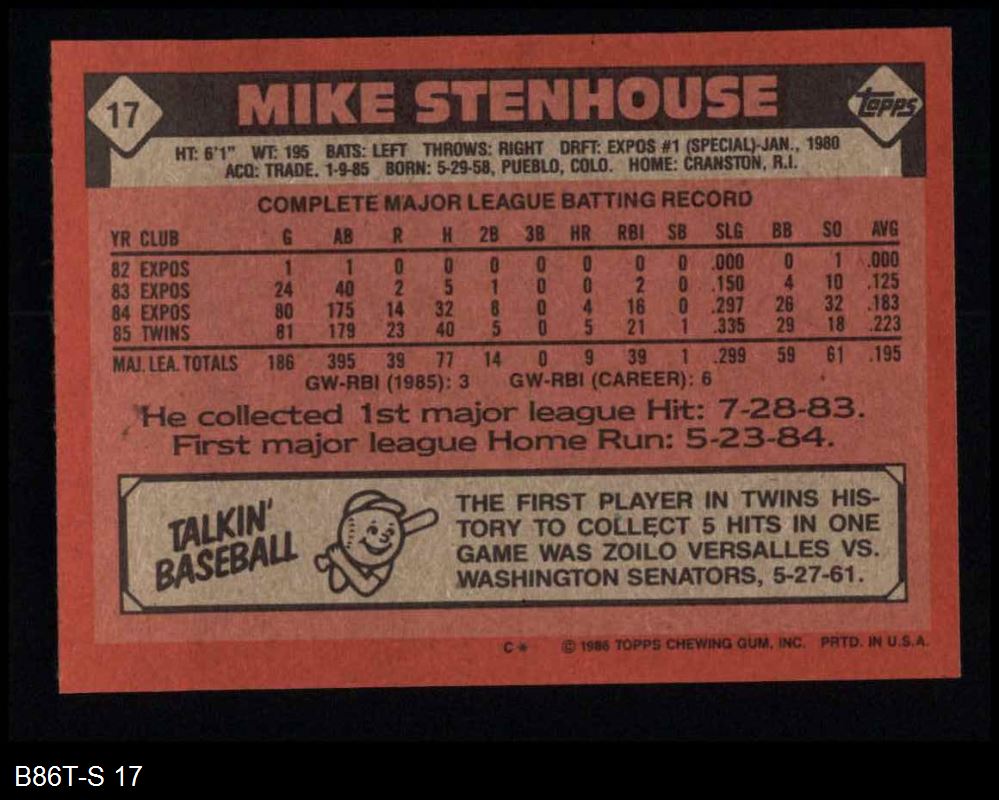 17 MIKE STENHOUSE Topps
HT: 6'1" WT: 195 BATS: LEFT THROWS: RIGHT DRFT: EXPOS #1 (SPECIAL)-JAN., 1980
ACQ: TRADE. 1-9-85 BORN: 5-29-58, PUEBLO, COLO. HOME: CRANSTON, R.I.
COMPLETE MAJOR LEAGUE BATTING RECORD
YR CLUB G AB R H 2B 3B HR RBI SB SLG BB SO AVG
82 EXPOS 1 1 0 0 0 0 0 0 0 .000 0 1 .000
83 EXPOS 24 40 2 5 1 0 0 2 0 .150 4 10 .125
84 EXPOS 80 175 14 32 8 0 4 16 0 .297 26 32 .183
85 TWINS 81 179 23 40 5 0 5 21 1 .335 29 18 .223
MAJ. LEA. TOTALS 186 395 39 77 14 0 9 39 1 .299 59 61 .195
GW-RBI (1985): 3 GW-RBI (CAREER): 6
He collected 1st major league Hit: 7-28-83.
First major league Home Run: 5-23-84.
TALKIN'
BASEBALL
THE FIRST PLAYER IN TWINS HIS-
TORY TO COLLECT 5 HITS IN ONE
GAME WAS ZOILO VERSALLES VS.
WASHINGTON SENATORS, 5-27-61.
C* © 1986 TOPPS CHEWING GUM, INC. PRTD. IN U.S.A.
B86T-S 17